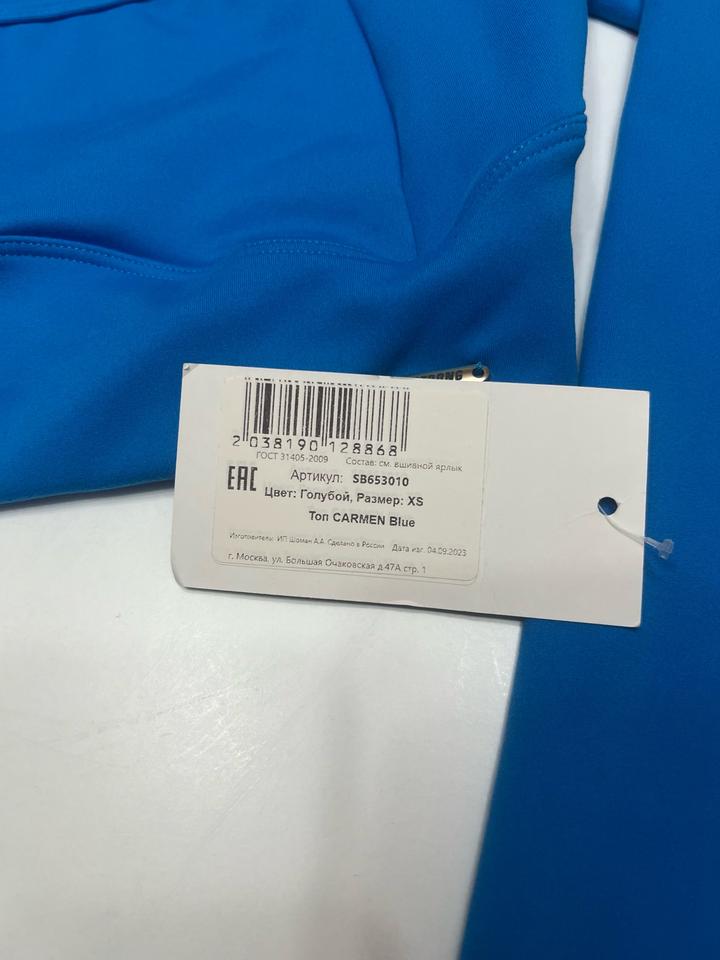 2 038190 128868
ГОСТ 31405-2009 Состав: см. вшивной ярлык
EAC Артикул: SB653010
Цвет: Голубой, Размер: XS
Топ CARMEN Blue
Изготовитель: ИП Шоман А.А. Сделано в России Дата изг. 04.09.2023
г. Москва, ул. Большая Очаковская д.47А стр. 1